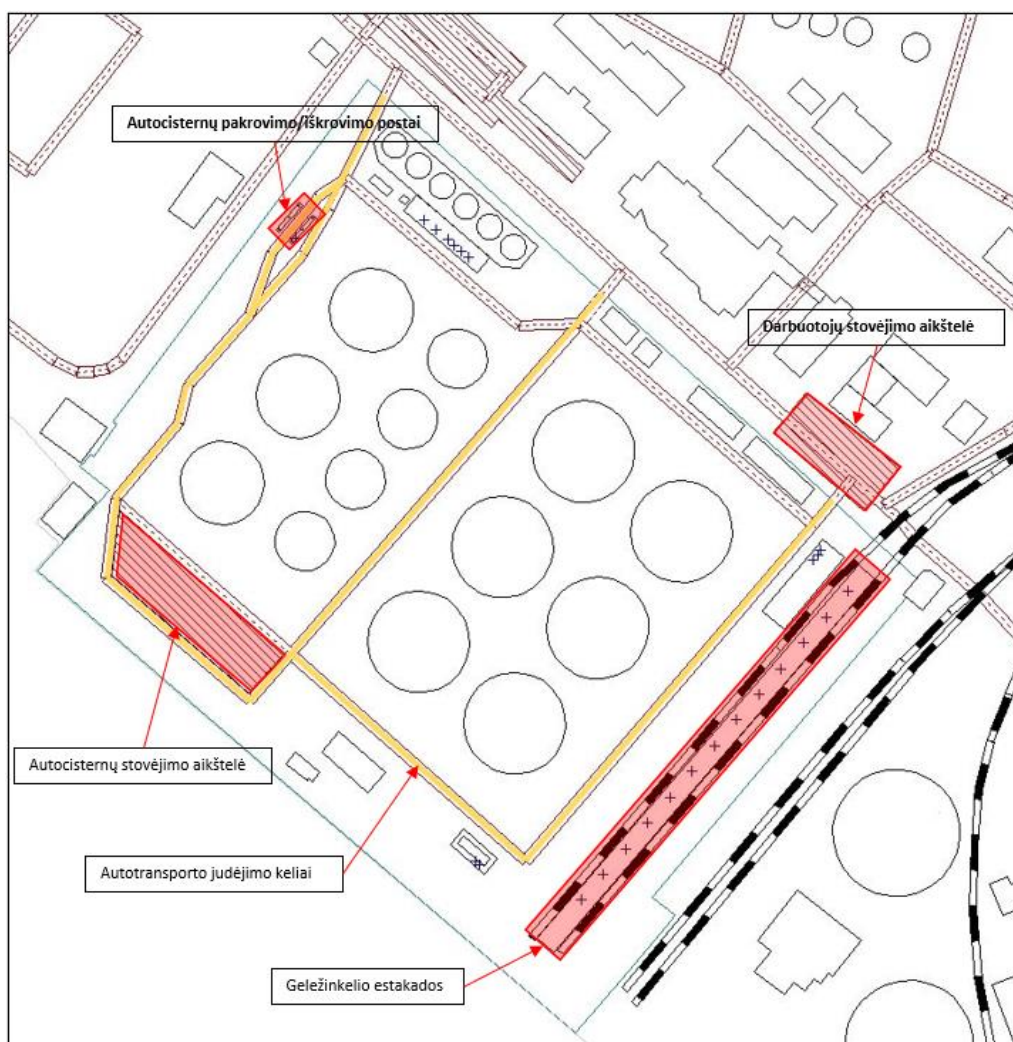 Autocisternų pakrovimo/iškrovimo postai
Darbuotojų stovėjimo aikštelė
Autocisternų stovėjimo aikštelė
Autotransporto judėjimo keliai
Geležinkelio estakados